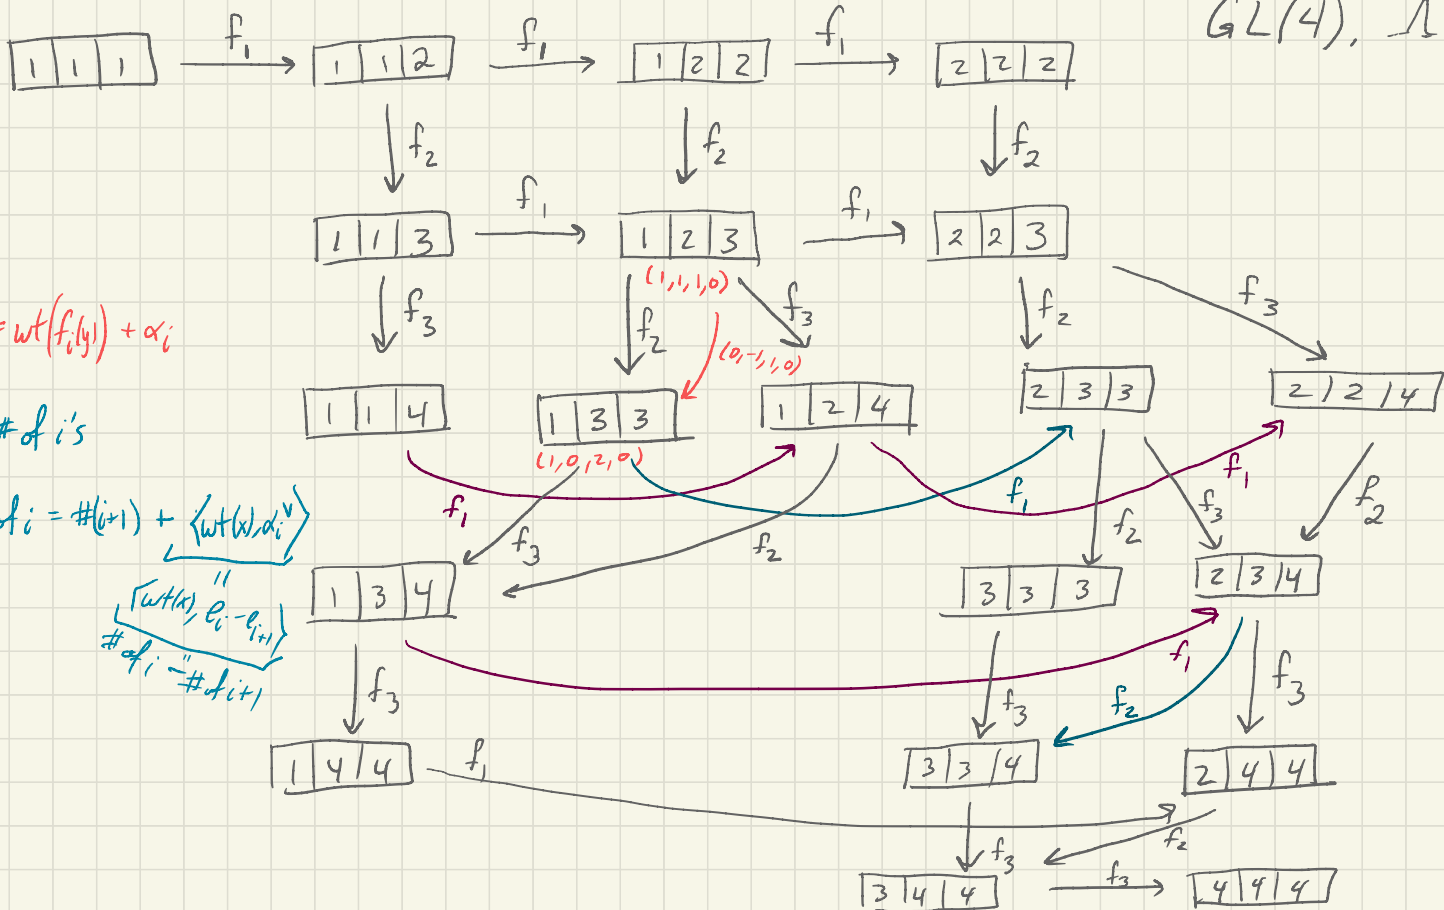 GL(4), Λ
1 1 1 f₁ 1 1 2 f₁ 1 2 2 f₁ 2 2 2
f₂ f₂ f₂
1 1 3 f₁ 1 2 3 f₁ 2 2 3
(1,1,1,0)
f₃ f₂ f₃ f₂ f₃
= wt(fᵢ(y)) + αᵢ
(0,-1,1,0)
1 1 4 1 3 3 1 2 4 2 3 3 2 2 4
# of i's
(1,0,2,0)
f₁ f₁ f₁
of i = #(i+1) + ⟨wt(x), αᵢ^∨⟩
f₃ f₂ f₂ f₃ f₂
"
⟨wt(x), eᵢ - eᵢ₊₁⟩
1 3 4 3 3 3 2 3 4
"
# of i - # of i+1
f₁
f₃ f₃ f₂ f₃
1 4 4 f₁ 3 3 4 2 4 4
f₃ f₂
3 4 4 f₃ 4 4 4